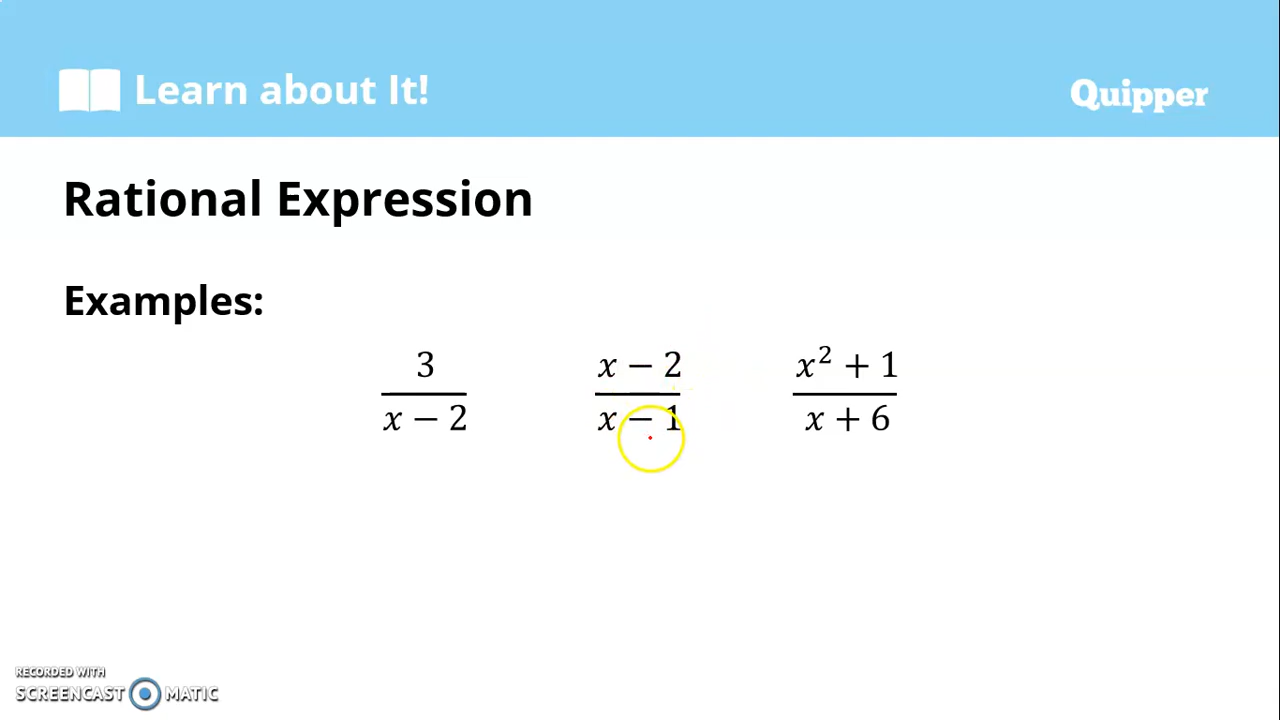 Learn about It!
Quipper
Rational Expression
Examples:
3 / x − 2
x − 2 / x − 1
x² + 1 / x + 6
RECORDED WITH
SCREENCAST MATIC